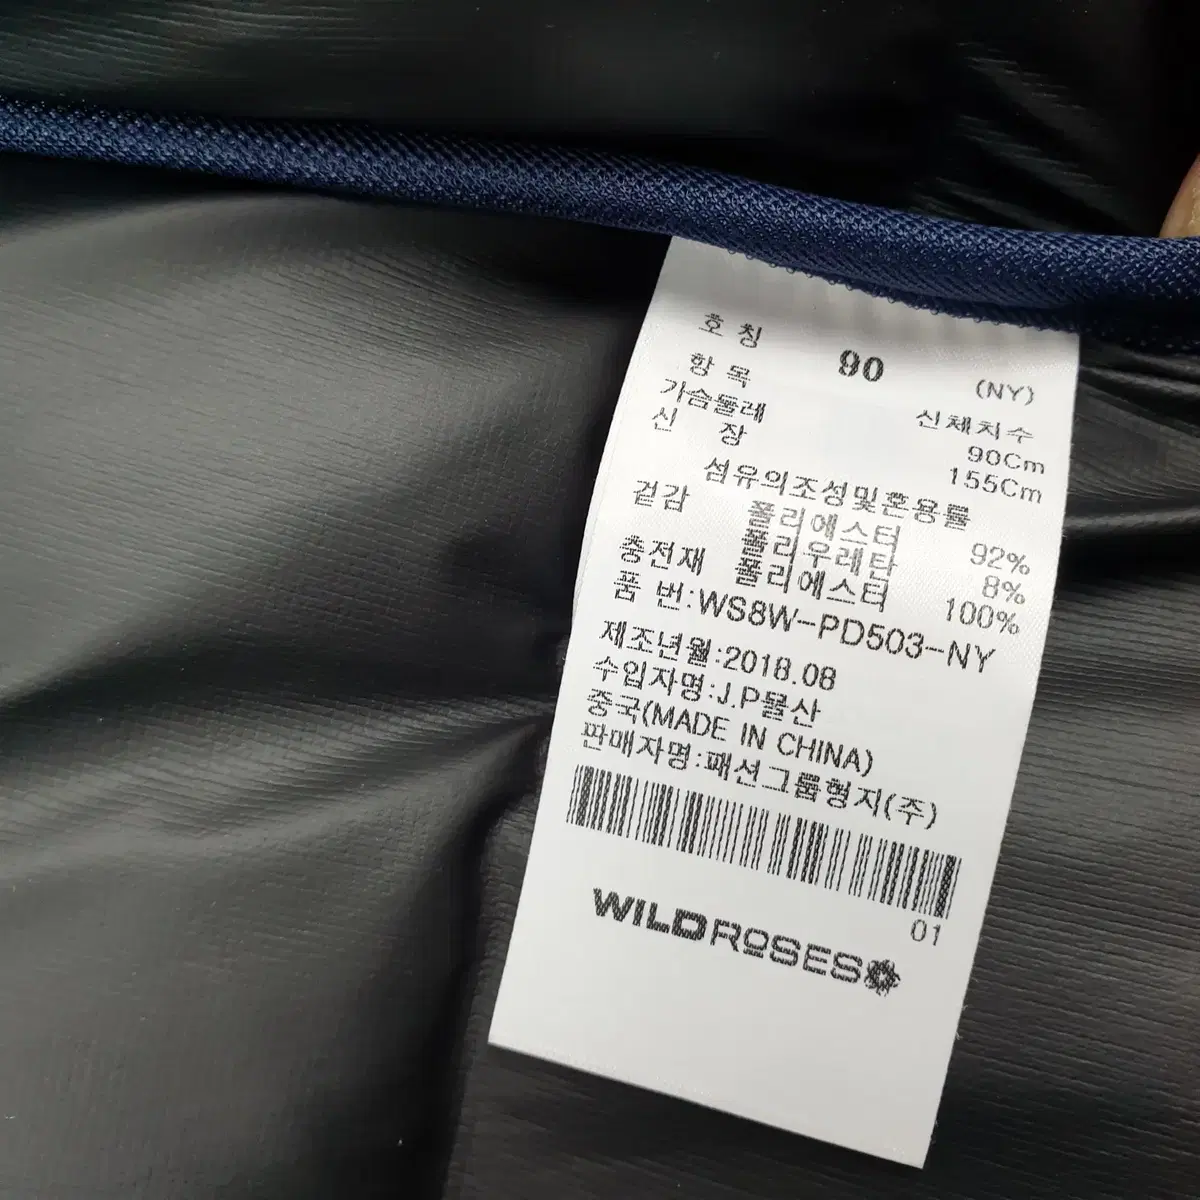 호 칭 90 (NY)
항 목 신체치수
가슴둘레 90Cm
신 장 155Cm
섬유의조성및혼용률
겉감 폴리에스터 92%
폴리우레탄 8%
충전재 폴리에스터 100%
품 번:WS8W-PD503-NY
제조년월:2018.08
수입자명:J.P물산
중국(MADE IN CHINA)
판매자명:패션그룹형지(주)
01
WILDROSES